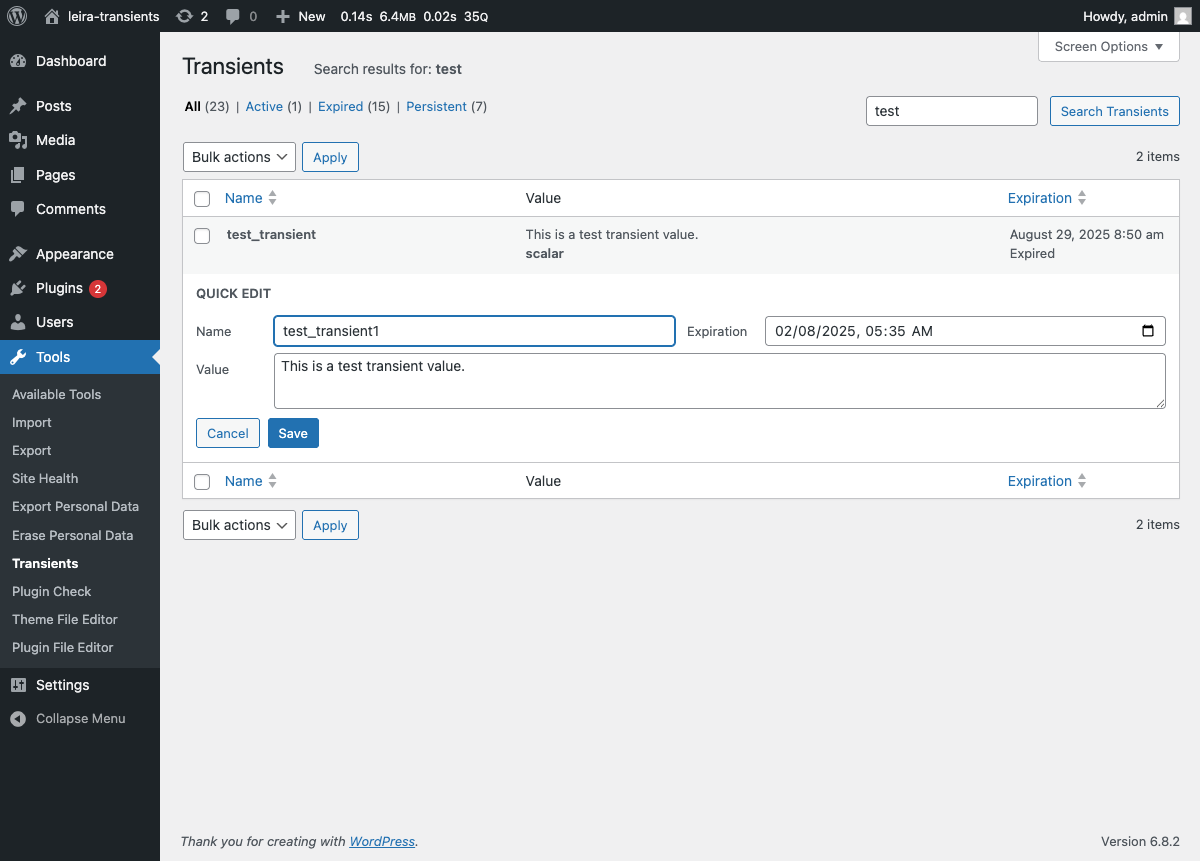 leira-transients 2 0 New 0.14s 6.4MB 0.02s 35Q Howdy, admin
Screen Options
Dashboard
Posts
Media
Pages
Comments
Appearance
Plugins 2
Users
Tools
Available Tools
Import
Export
Site Health
Export Personal Data
Erase Personal Data
Transients
Plugin Check
Theme File Editor
Plugin File Editor
Settings
Collapse Menu
Transients Search results for: test
All (23) | Active (1) | Expired (15) | Persistent (7)
test Search Transients
Bulk actions Apply 2 items
Name Value Expiration
test_transient This is a test transient value. August 29, 2025 8:50 am
scalar Expired
QUICK EDIT
Name test_transient1 Expiration 02/08/2025, 05:35 AM
Value This is a test transient value.
Cancel Save
Name Value Expiration
Bulk actions Apply 2 items
Thank you for creating with WordPress. Version 6.8.2